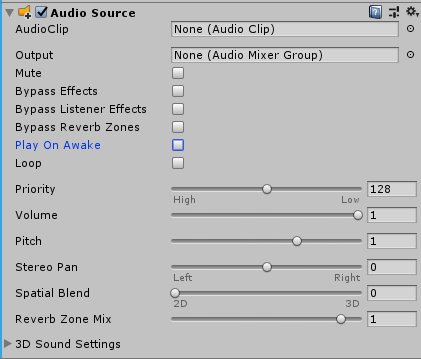 Audio Source
AudioClip None (Audio Clip)
Output None (Audio Mixer Group)
Mute
Bypass Effects
Bypass Listener Effects
Bypass Reverb Zones
Play On Awake
Loop
Priority 128
High Low
Volume 1
Pitch 1
Stereo Pan 0
Left Right
Spatial Blend 0
2D 3D
Reverb Zone Mix 1
3D Sound Settings